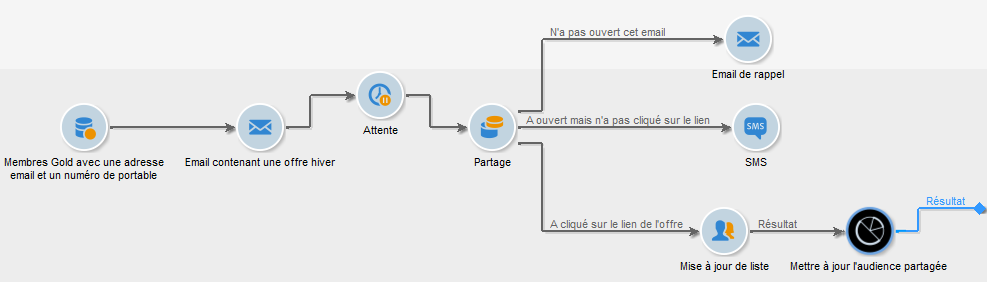 N'a pas ouvert cet email
Email de rappel
Attente
Membres Gold avec une adresse
email et un numéro de portable
Email contenant une offre hiver
Partage
A ouvert mais n'a pas cliqué sur le lien
SMS
SMS
A cliqué sur le lien de l'offre
Mise à jour de liste
Résultat
Mettre à jour l'audience partagée
Résultat